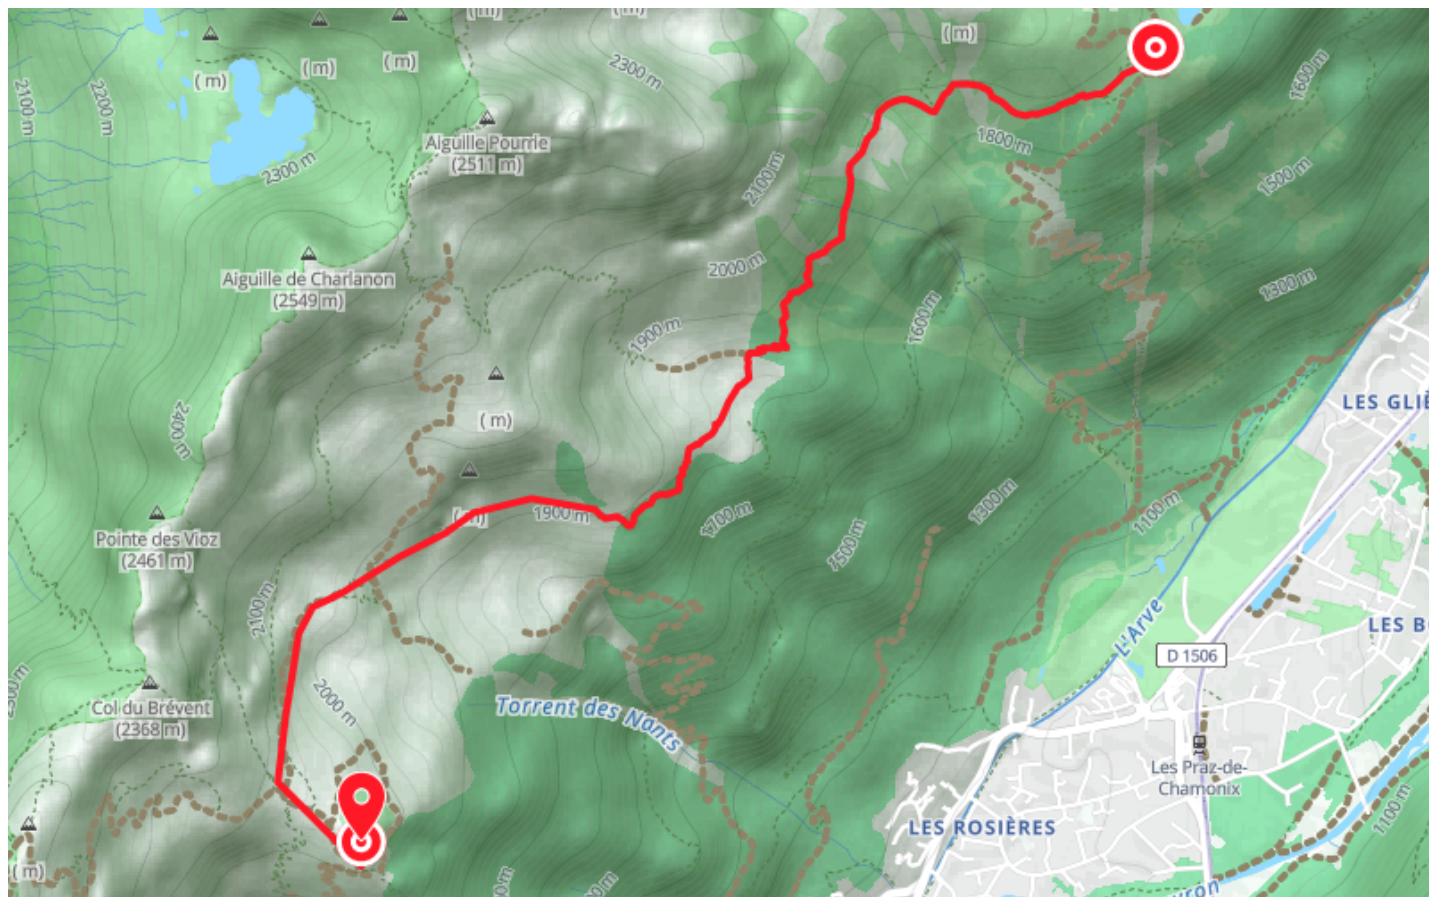 ( m)
( m)
( m)
( m)
2300 m
1600 m
2100 m
2200 m
2300 m
Aiguille Pourrie
(2511 m)
1800 m
2100 m
1500 m
Aiguille de Charlanon
(2549 m)
2000 m
1300 m
1900 m
1600 m
2400 m
( m)
LES GLIÈ
Pointe des Vioz
(2461 m)
1900 m
1700 m
1500 m
1300 m
1100 m
2100 m
L'Arve
D 1506
LES BO
2000 m
Col du Brévent
(2368 m)
Torrent des Nants
Les Praz-de-
Chamonix
1100 m
LES ROSIÈRES
( m)